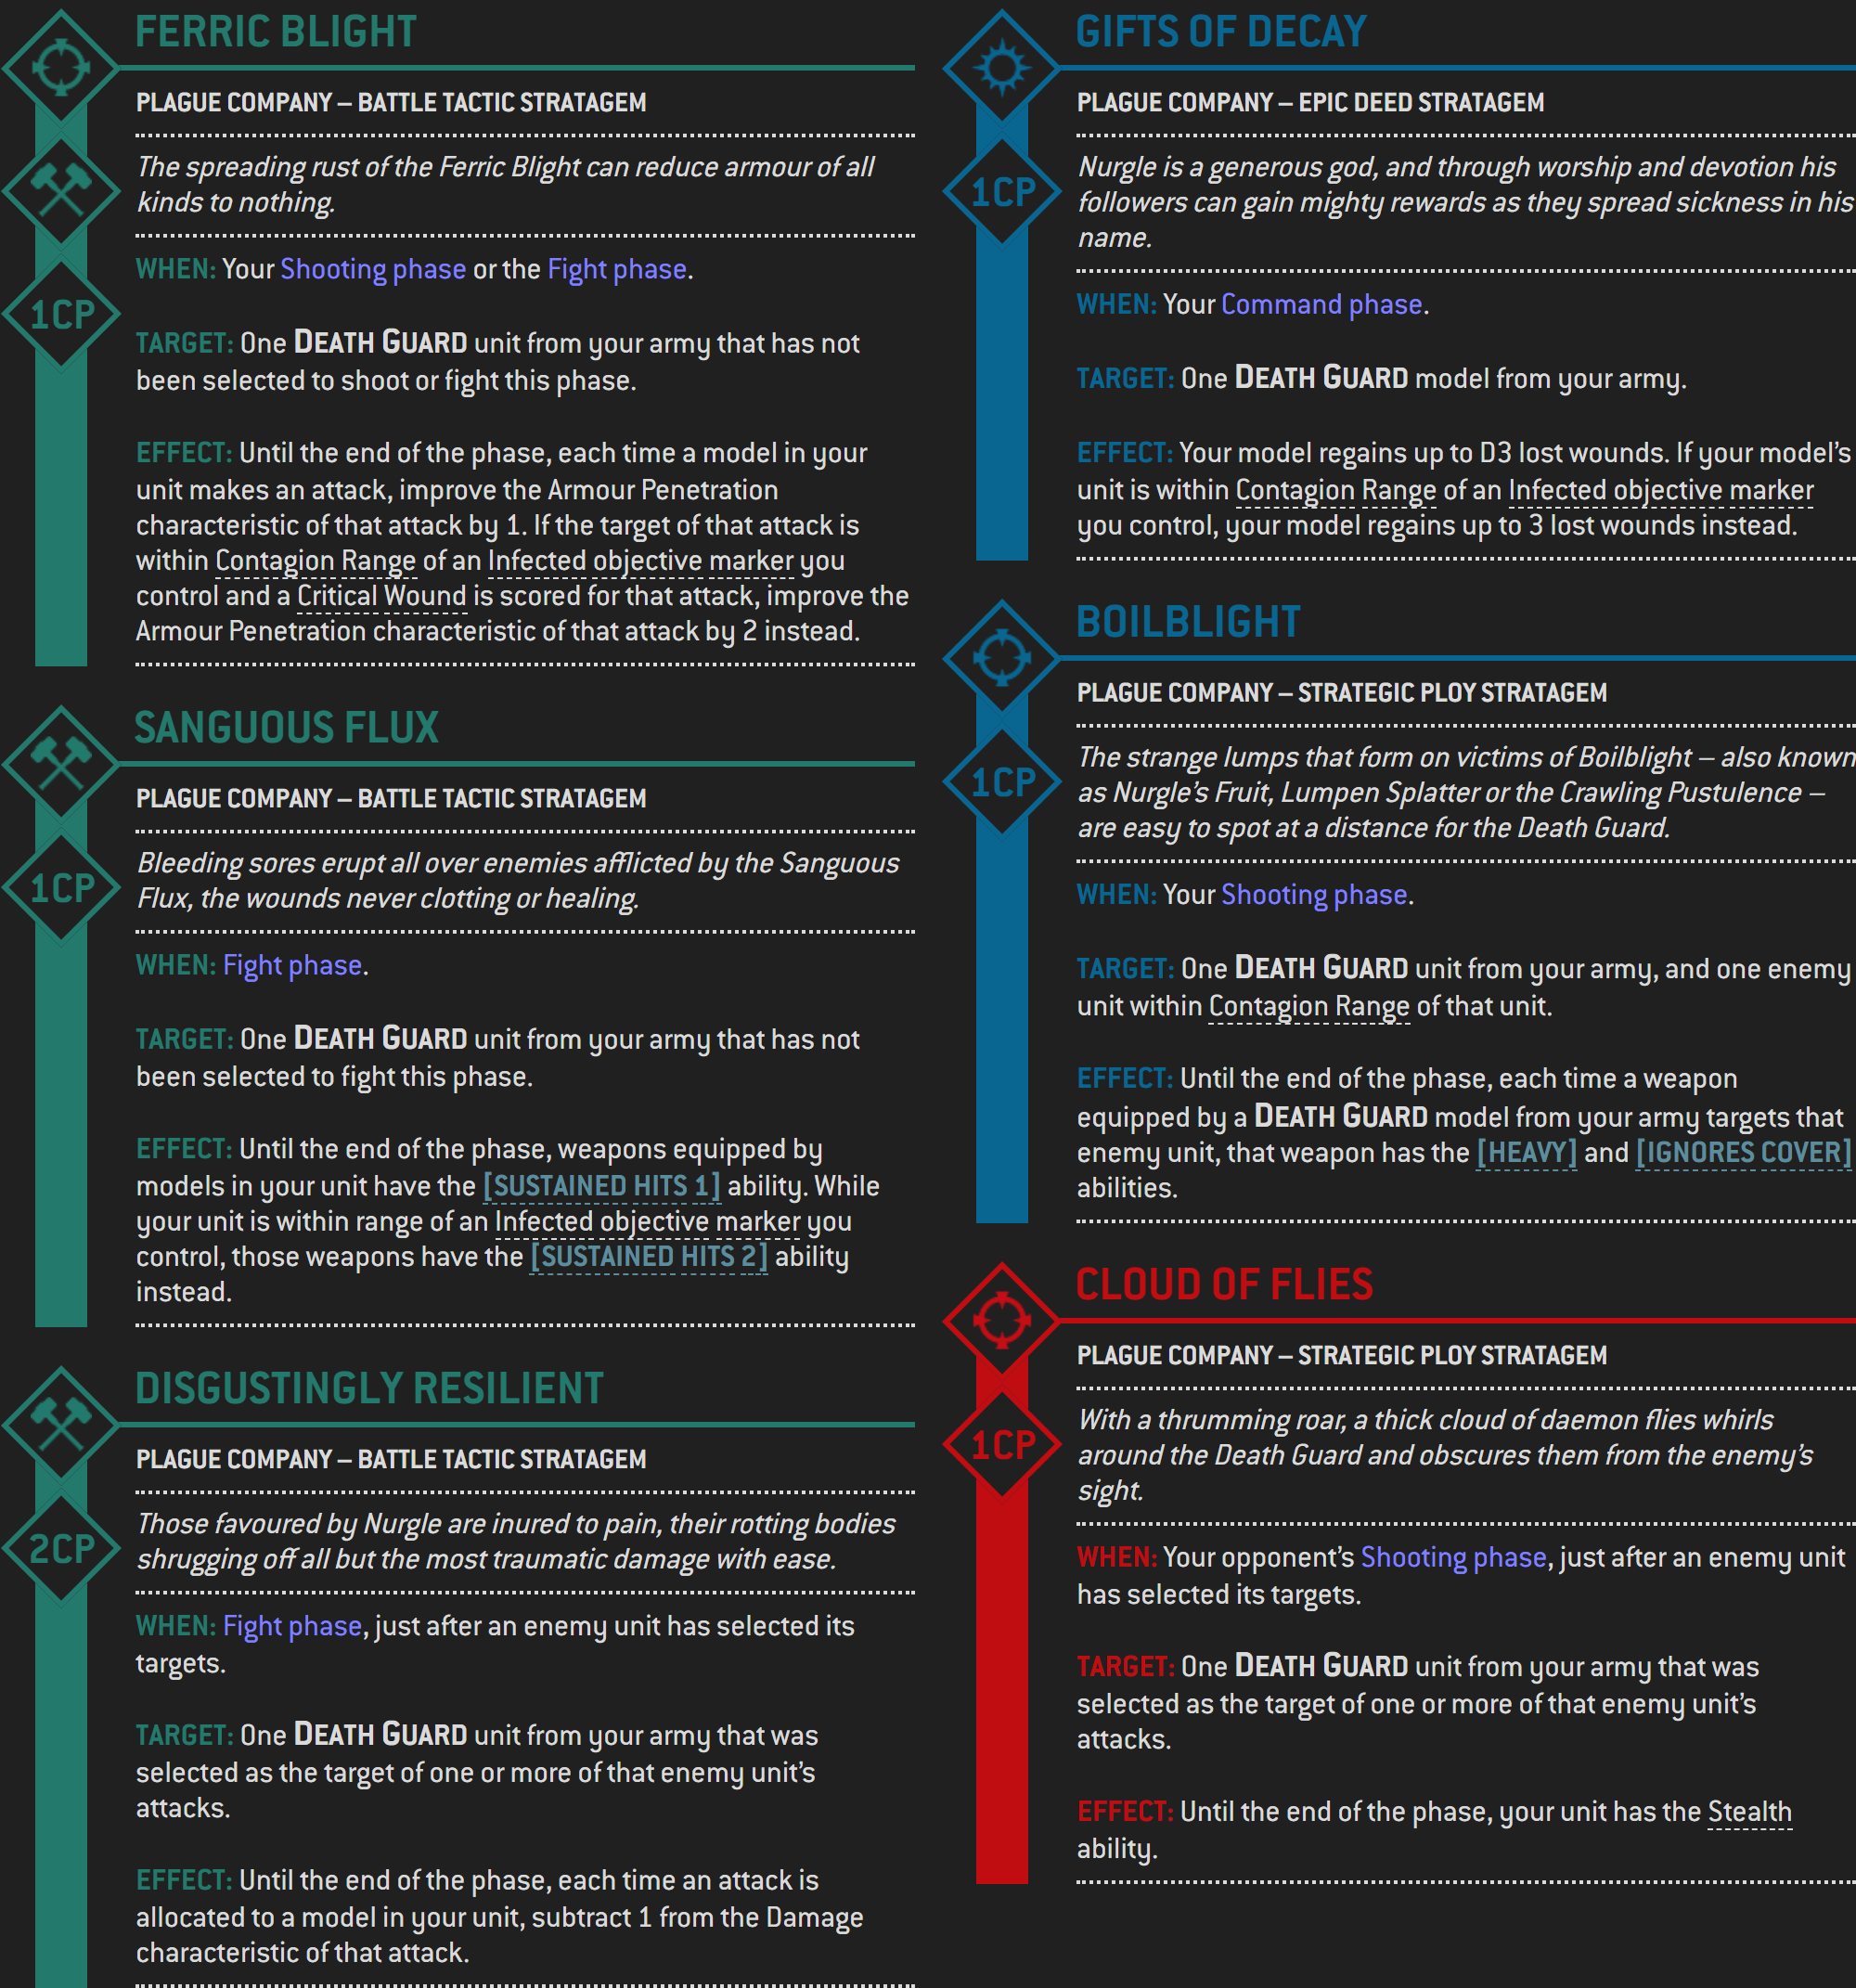 FERRIC BLIGHT
PLAGUE COMPANY – BATTLE TACTIC STRATAGEM
The spreading rust of the Ferric Blight can reduce armour of all
kinds to nothing.
WHEN: Your Shooting phase or the Fight phase.
1CP
TARGET: One DEATH GUARD unit from your army that has not
been selected to shoot or fight this phase.
EFFECT: Until the end of the phase, each time a model in your
unit makes an attack, improve the Armour Penetration
characteristic of that attack by 1. If the target of that attack is
within Contagion Range of an Infected objective marker you
control and a Critical Wound is scored for that attack, improve the
Armour Penetration characteristic of that attack by 2 instead.
SANGUOUS FLUX
PLAGUE COMPANY – BATTLE TACTIC STRATAGEM
1CP
Bleeding sores erupt all over enemies afflicted by the Sanguous
Flux, the wounds never clotting or healing.
WHEN: Fight phase.
TARGET: One DEATH GUARD unit from your army that has not
been selected to fight this phase.
EFFECT: Until the end of the phase, weapons equipped by
models in your unit have the [SUSTAINED HITS 1] ability. While
your unit is within range of an Infected objective marker you
control, those weapons have the [SUSTAINED HITS 2] ability
instead.
DISGUSTINGLY RESILIENT
PLAGUE COMPANY – BATTLE TACTIC STRATAGEM
2CP
Those favoured by Nurgle are inured to pain, their rotting bodies
shrugging off all but the most traumatic damage with ease.
WHEN: Fight phase, just after an enemy unit has selected its
targets.
TARGET: One DEATH GUARD unit from your army that was
selected as the target of one or more of that enemy unit's
attacks.
EFFECT: Until the end of the phase, each time an attack is
allocated to a model in your unit, subtract 1 from the Damage
characteristic of that attack.
GIFTS OF DECAY
PLAGUE COMPANY – EPIC DEED STRATAGEM
1CP
Nurgle is a generous god, and through worship and devotion his
followers can gain mighty rewards as they spread sickness in his
name.
WHEN: Your Command phase.
TARGET: One DEATH GUARD model from your army.
EFFECT: Your model regains up to D3 lost wounds. If your model's
unit is within Contagion Range of an Infected objective marker
you control, your model regains up to 3 lost wounds instead.
BOILBLIGHT
PLAGUE COMPANY – STRATEGIC PLOY STRATAGEM
1CP
The strange lumps that form on victims of Boilblight – also known
as Nurgle's Fruit, Lumpen Splatter or the Crawling Pustulence –
are easy to spot at a distance for the Death Guard.
WHEN: Your Shooting phase.
TARGET: One DEATH GUARD unit from your army, and one enemy
unit within Contagion Range of that unit.
EFFECT: Until the end of the phase, each time a weapon
equipped by a DEATH GUARD model from your army targets that
enemy unit, that weapon has the [HEAVY] and [IGNORES COVER]
abilities.
CLOUD OF FLIES
PLAGUE COMPANY – STRATEGIC PLOY STRATAGEM
1CP
With a thrumming roar, a thick cloud of daemon flies whirls
around the Death Guard and obscures them from the enemy's
sight.
WHEN: Your opponent's Shooting phase, just after an enemy unit
has selected its targets.
TARGET: One DEATH GUARD unit from your army that was
selected as the target of one or more of that enemy unit's
attacks.
EFFECT: Until the end of the phase, your unit has the Stealth
ability.